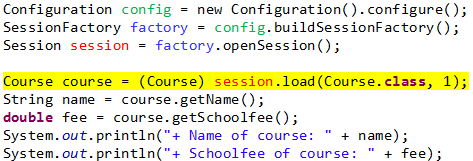 Configuration config = new Configuration().configure();
SessionFactory factory = config.buildSessionFactory();
Session session = factory.openSession();
Course course = (Course) session.load(Course.class, 1);
String name = course.getName();
double fee = course.getSchoolfee();
System.out.println("+ Name of course: " + name);
System.out.println("+ Schoolfee of course: " + fee);